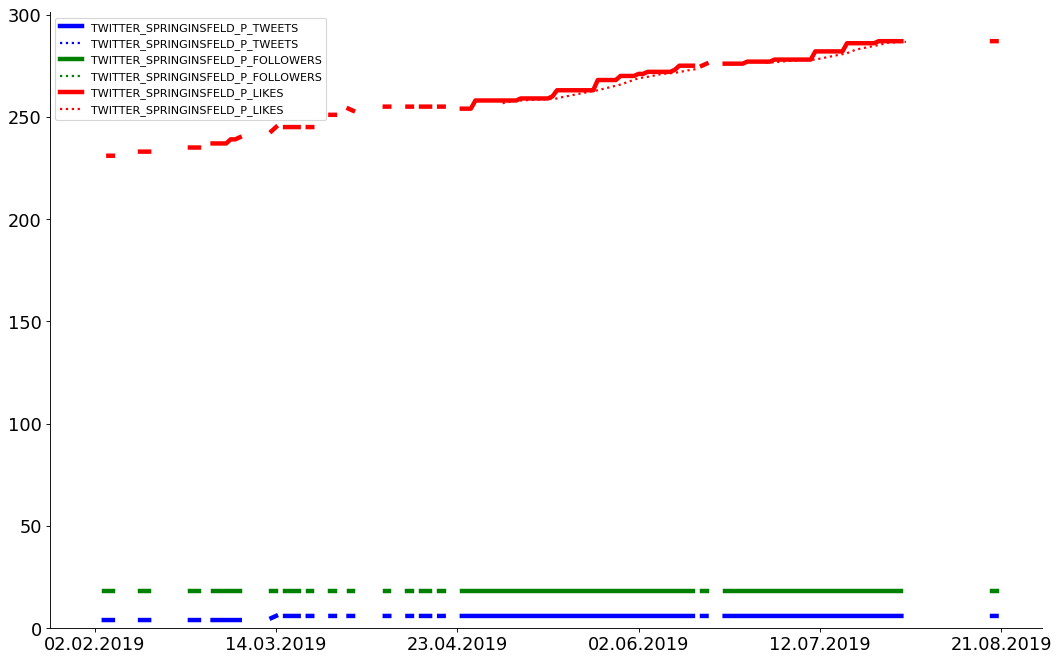 300
250
200
150
100
50
0
TWITTER_SPRINGINSFELD_P_TWEETS
TWITTER_SPRINGINSFELD_P_TWEETS
TWITTER_SPRINGINSFELD_P_FOLLOWERS
TWITTER_SPRINGINSFELD_P_FOLLOWERS
TWITTER_SPRINGINSFELD_P_LIKES
TWITTER_SPRINGINSFELD_P_LIKES
02.02.2019 14.03.2019 23.04.2019 02.06.2019 12.07.2019 21.08.2019